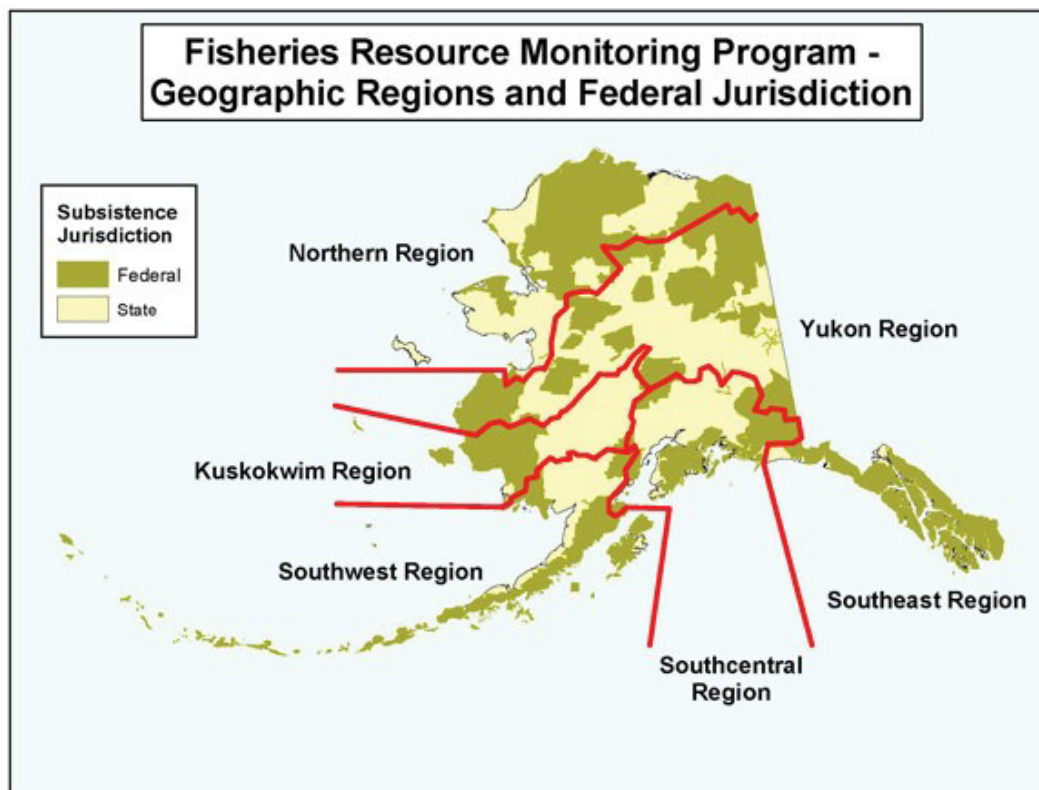 Fisheries Resource Monitoring Program -
Geographic Regions and Federal Jurisdiction
Subsistence
Jurisdiction
Federal
State
Northern Region
Yukon Region
Kuskokwim Region
Southwest Region
Southeast Region
Southcentral
Region